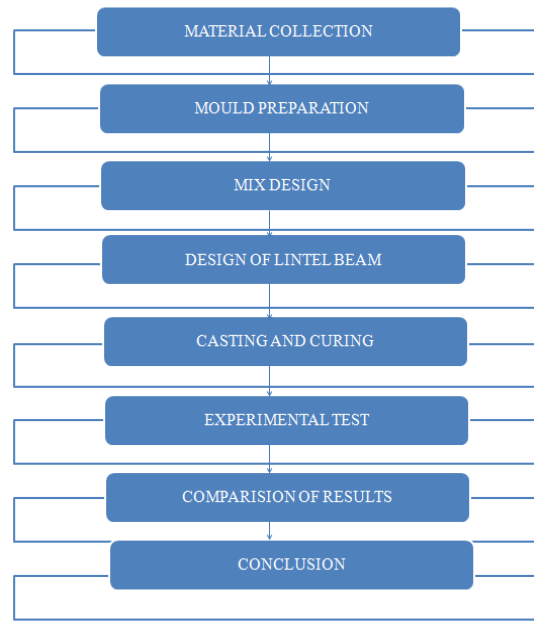 MATERIAL COLLECTION
MOULD PREPARATION
MIX DESIGN
DESIGN OF LINTEL BEAM
CASTING AND CURING
EXPERIMENTAL TEST
COMPARISION OF RESULTS
CONCLUSION